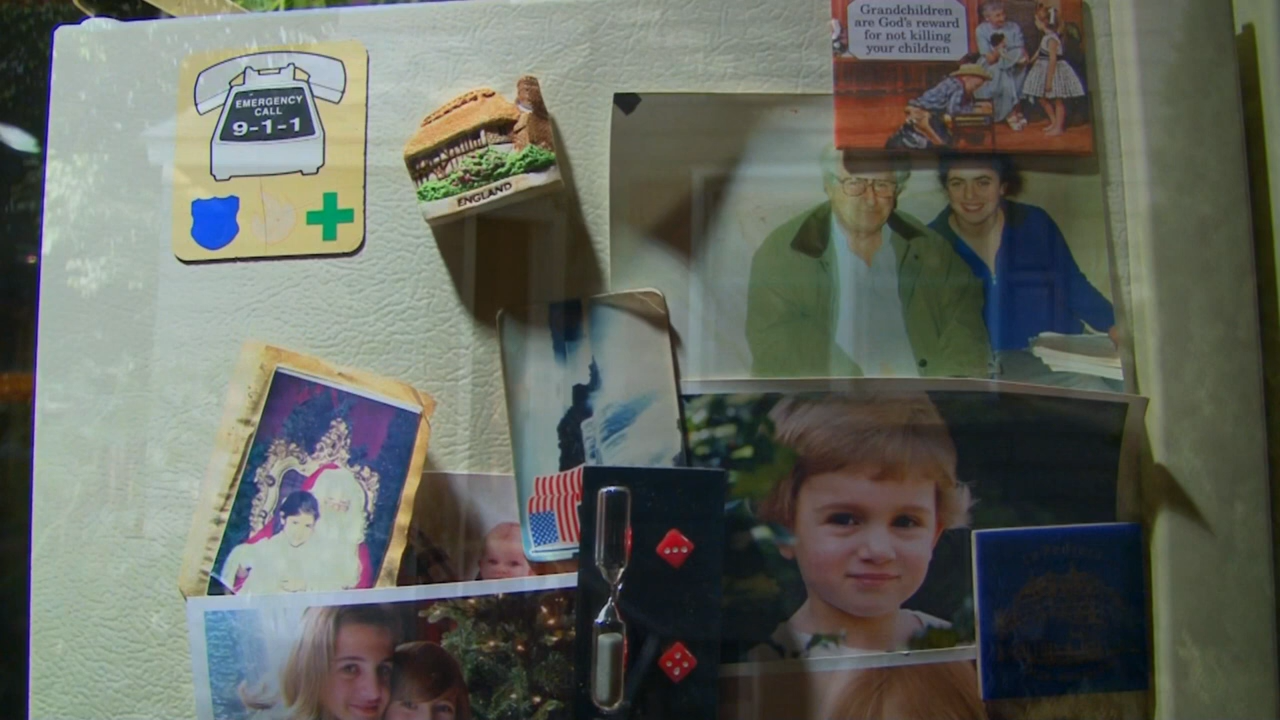 EMERGENCY
CALL
9-1-1
ENGLAND
Grandchildren
are God's reward
for not killing
your children